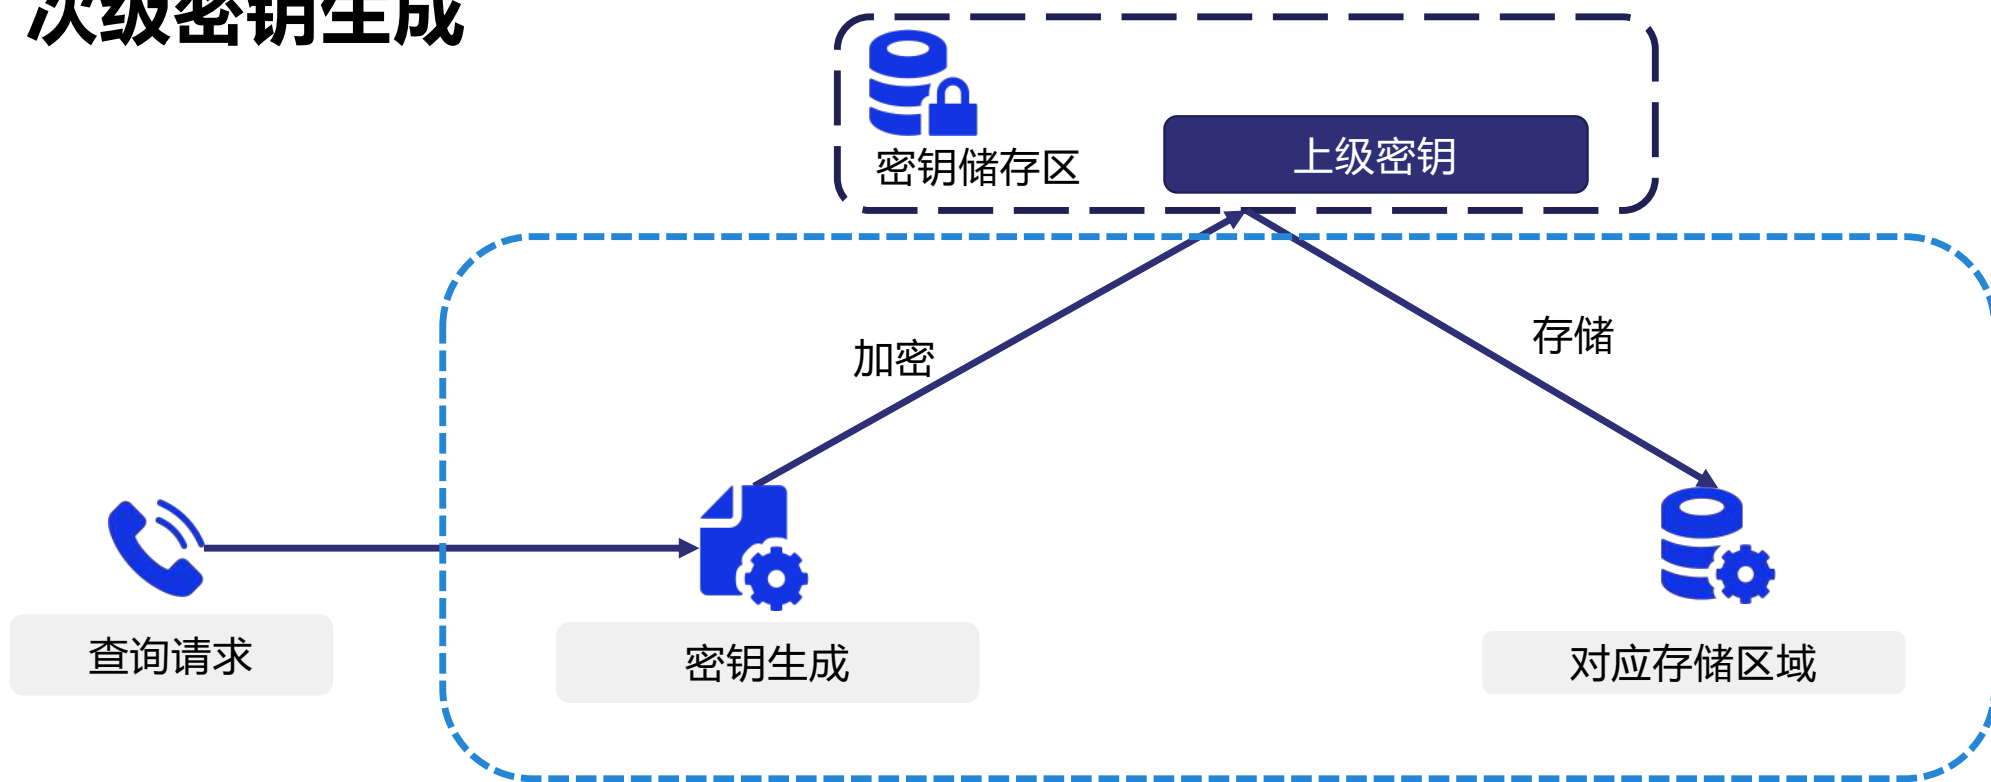 次级密钥生成
密钥储存区
上级密钥
加密
存储
查询请求
密钥生成
对应存储区域